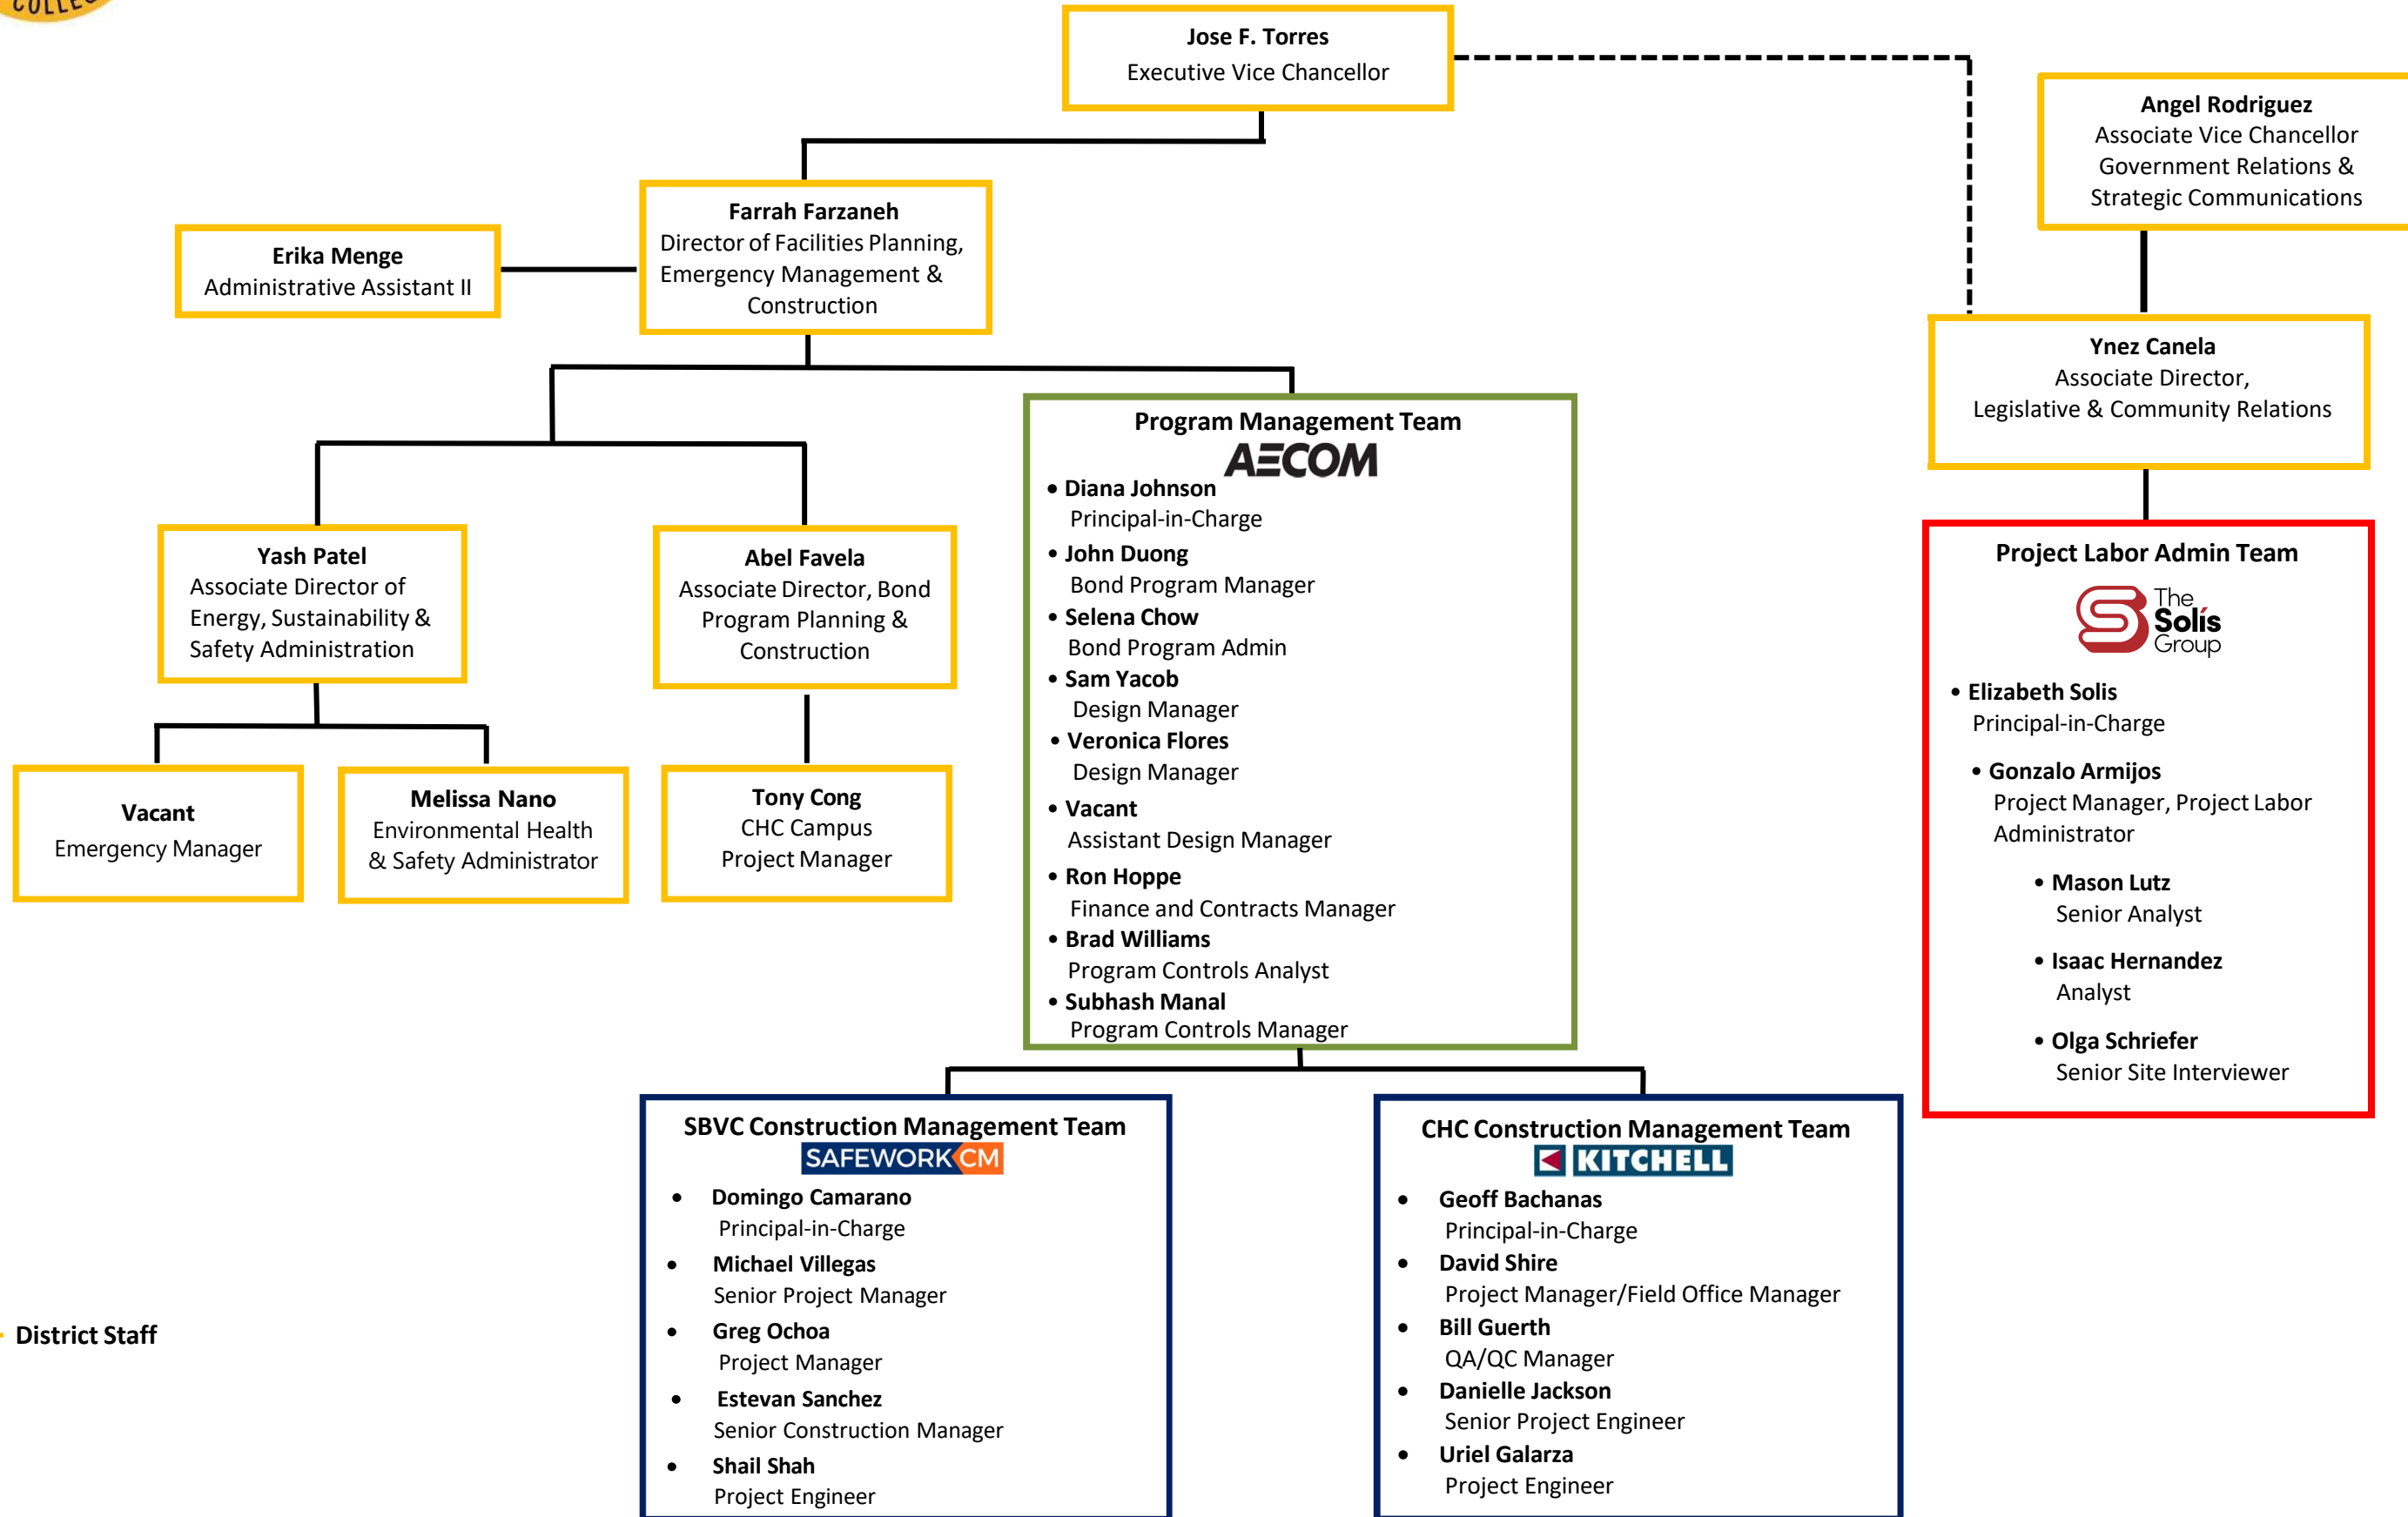 COLLEG
Jose F. Torres
Executive Vice Chancellor
Angel Rodriguez
Associate Vice Chancellor
Government Relations &
Strategic Communications
Farrah Farzaneh
Director of Facilities Planning,
Emergency Management &
Construction
Erika Menge
Administrative Assistant II
Ynez Canela
Associate Director,
Legislative & Community Relations
Yash Patel
Associate Director of
Energy, Sustainability &
Safety Administration
Abel Favela
Associate Director, Bond
Program Planning &
Construction
Vacant
Emergency Manager
Melissa Nano
Environmental Health
& Safety Administrator
Tony Cong
CHC Campus
Project Manager
Program Management Team
AECOM
• Diana Johnson
Principal-in-Charge
• John Duong
Bond Program Manager
• Selena Chow
Bond Program Admin
• Sam Yacob
Design Manager
• Veronica Flores
Design Manager
• Vacant
Assistant Design Manager
• Ron Hoppe
Finance and Contracts Manager
• Brad Williams
Program Controls Analyst
• Subhash Manal
Program Controls Manager
Project Labor Admin Team
The
Solís
Group
• Elizabeth Solis
Principal-in-Charge
• Gonzalo Armijos
Project Manager, Project Labor
Administrator
• Mason Lutz
Senior Analyst
• Isaac Hernandez
Analyst
• Olga Schriefer
Senior Site Interviewer
SBVC Construction Management Team
SAFEWORK CM
• Domingo Camarano
Principal-in-Charge
• Michael Villegas
Senior Project Manager
• Greg Ochoa
Project Manager
• Estevan Sanchez
Senior Construction Manager
• Shail Shah
Project Engineer
CHC Construction Management Team
KITCHELL
• Geoff Bachanas
Principal-in-Charge
• David Shire
Project Manager/Field Office Manager
• Bill Guerth
QA/QC Manager
• Danielle Jackson
Senior Project Engineer
• Uriel Galarza
Project Engineer
District Staff